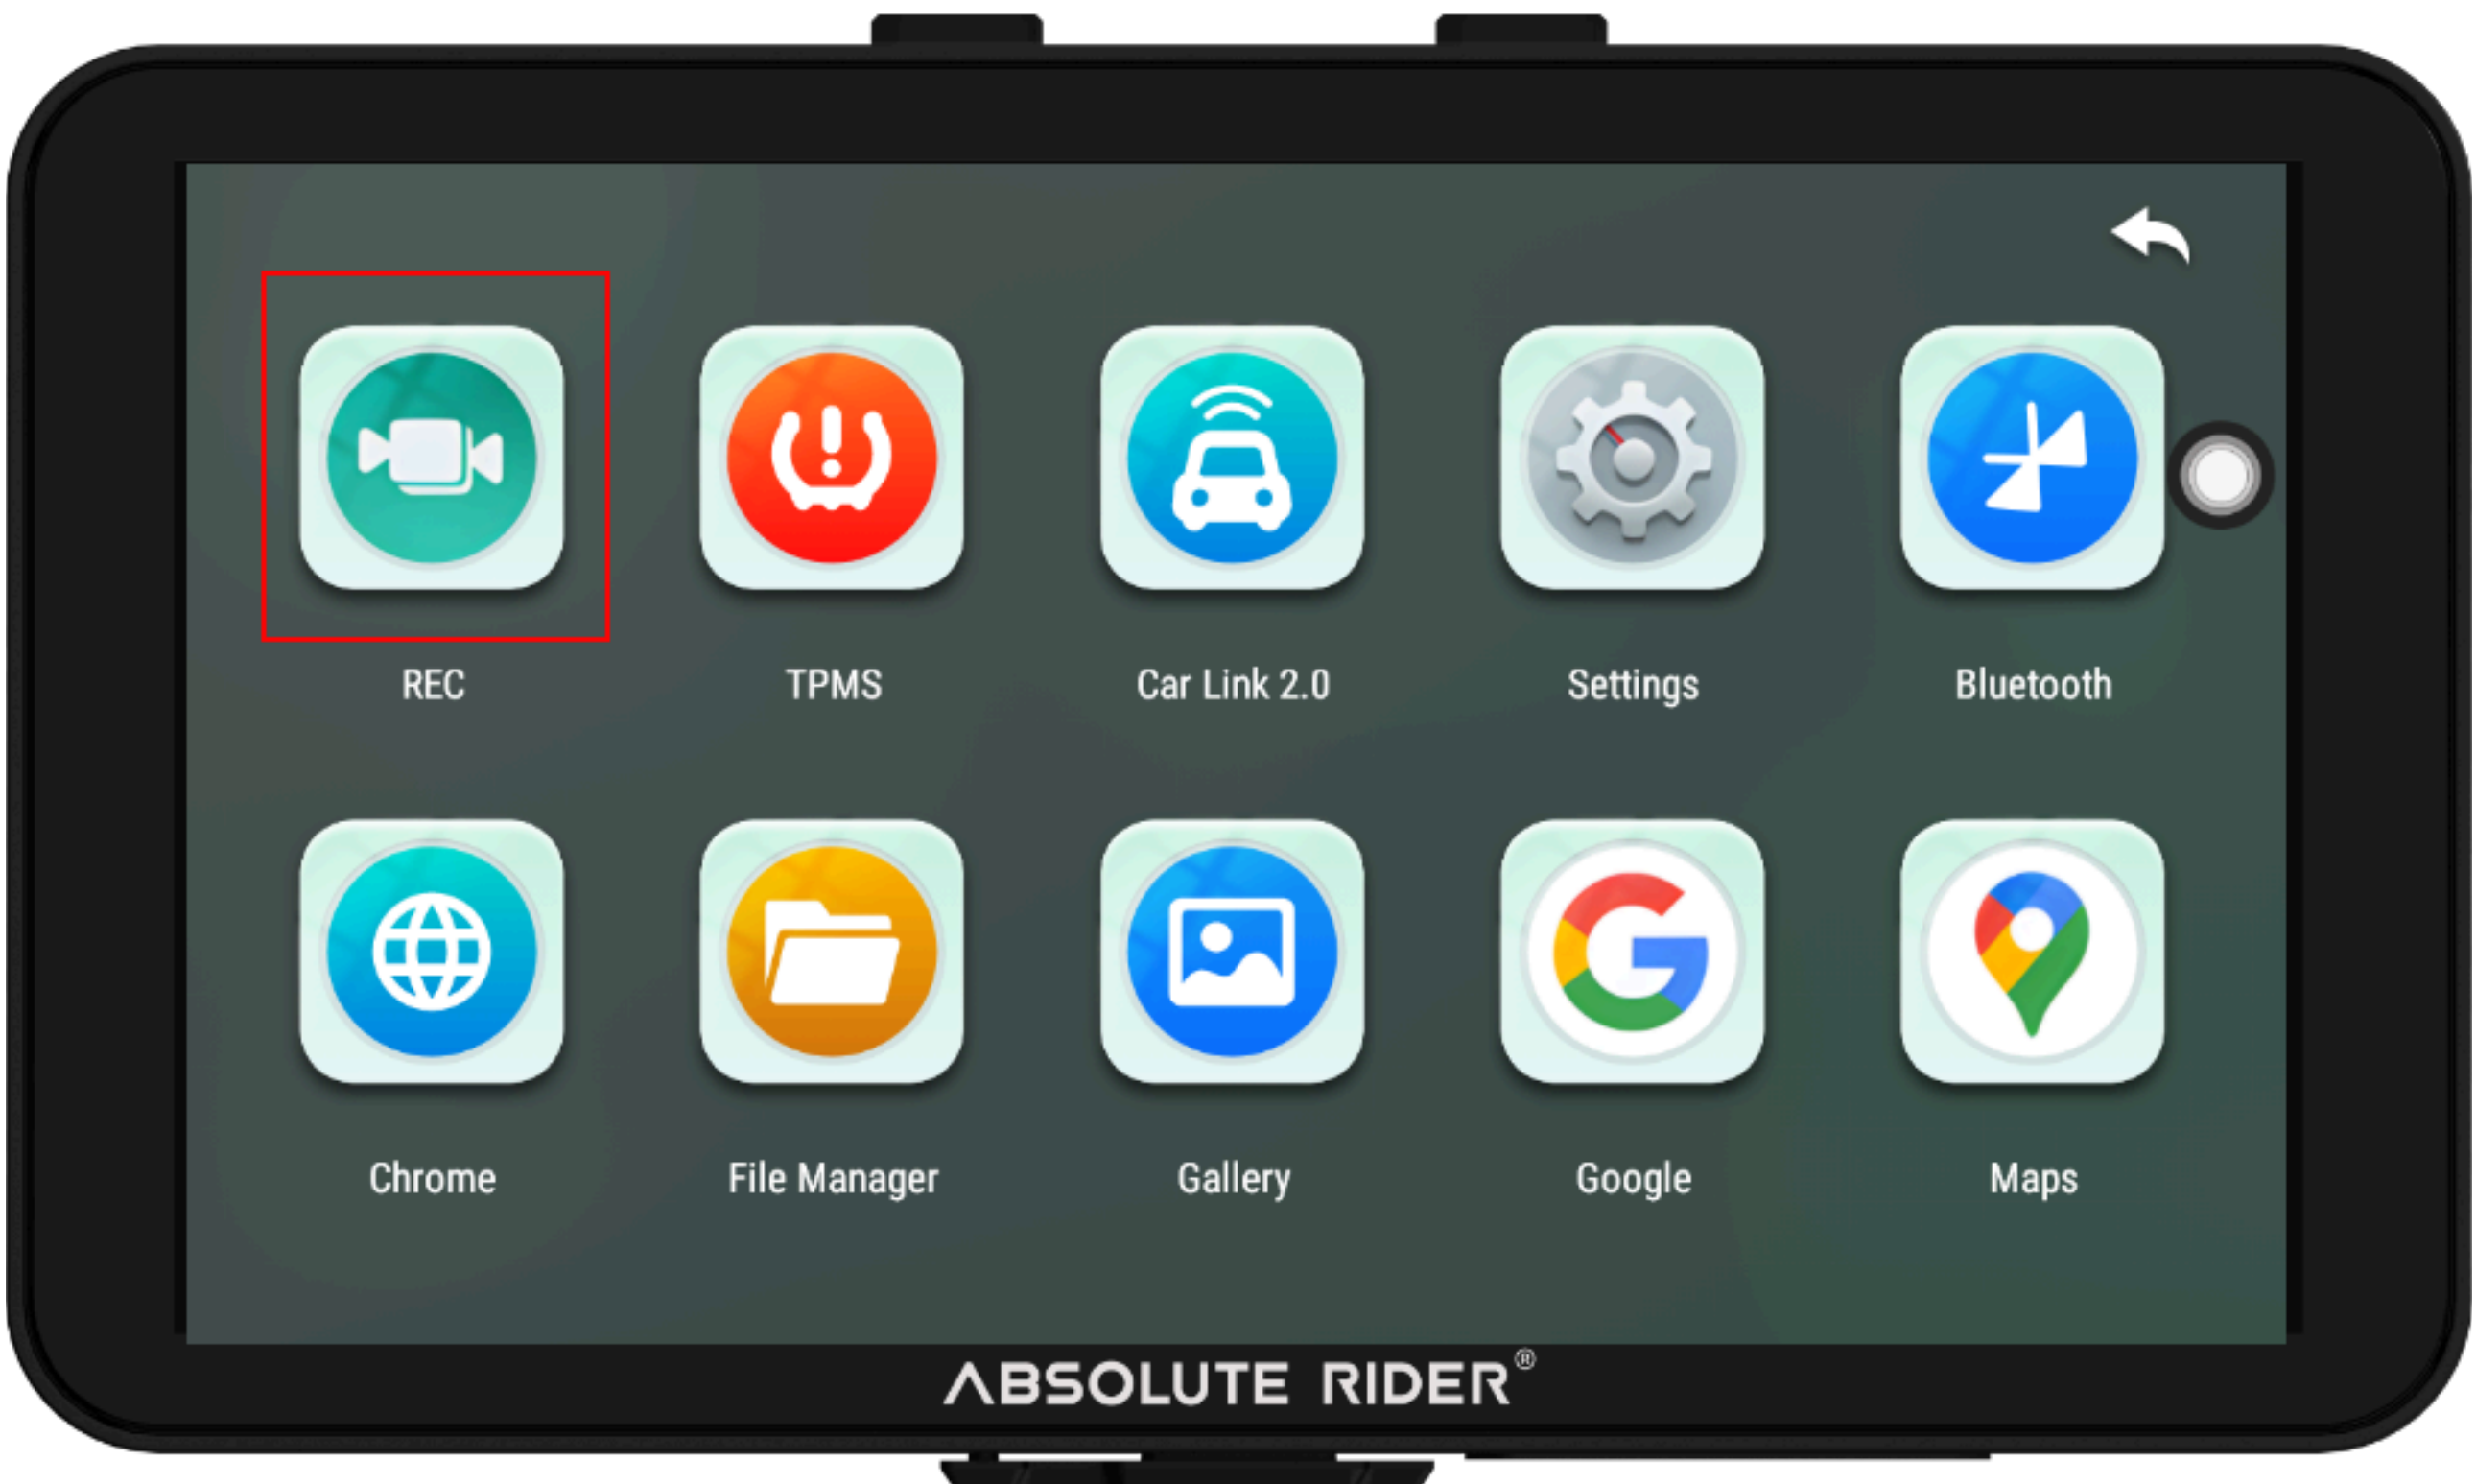 REC
TPMS
Car Link 2.0
Settings
Bluetooth
Chrome
File Manager
Gallery
Google
Maps
ABSOLUTE RIDER®